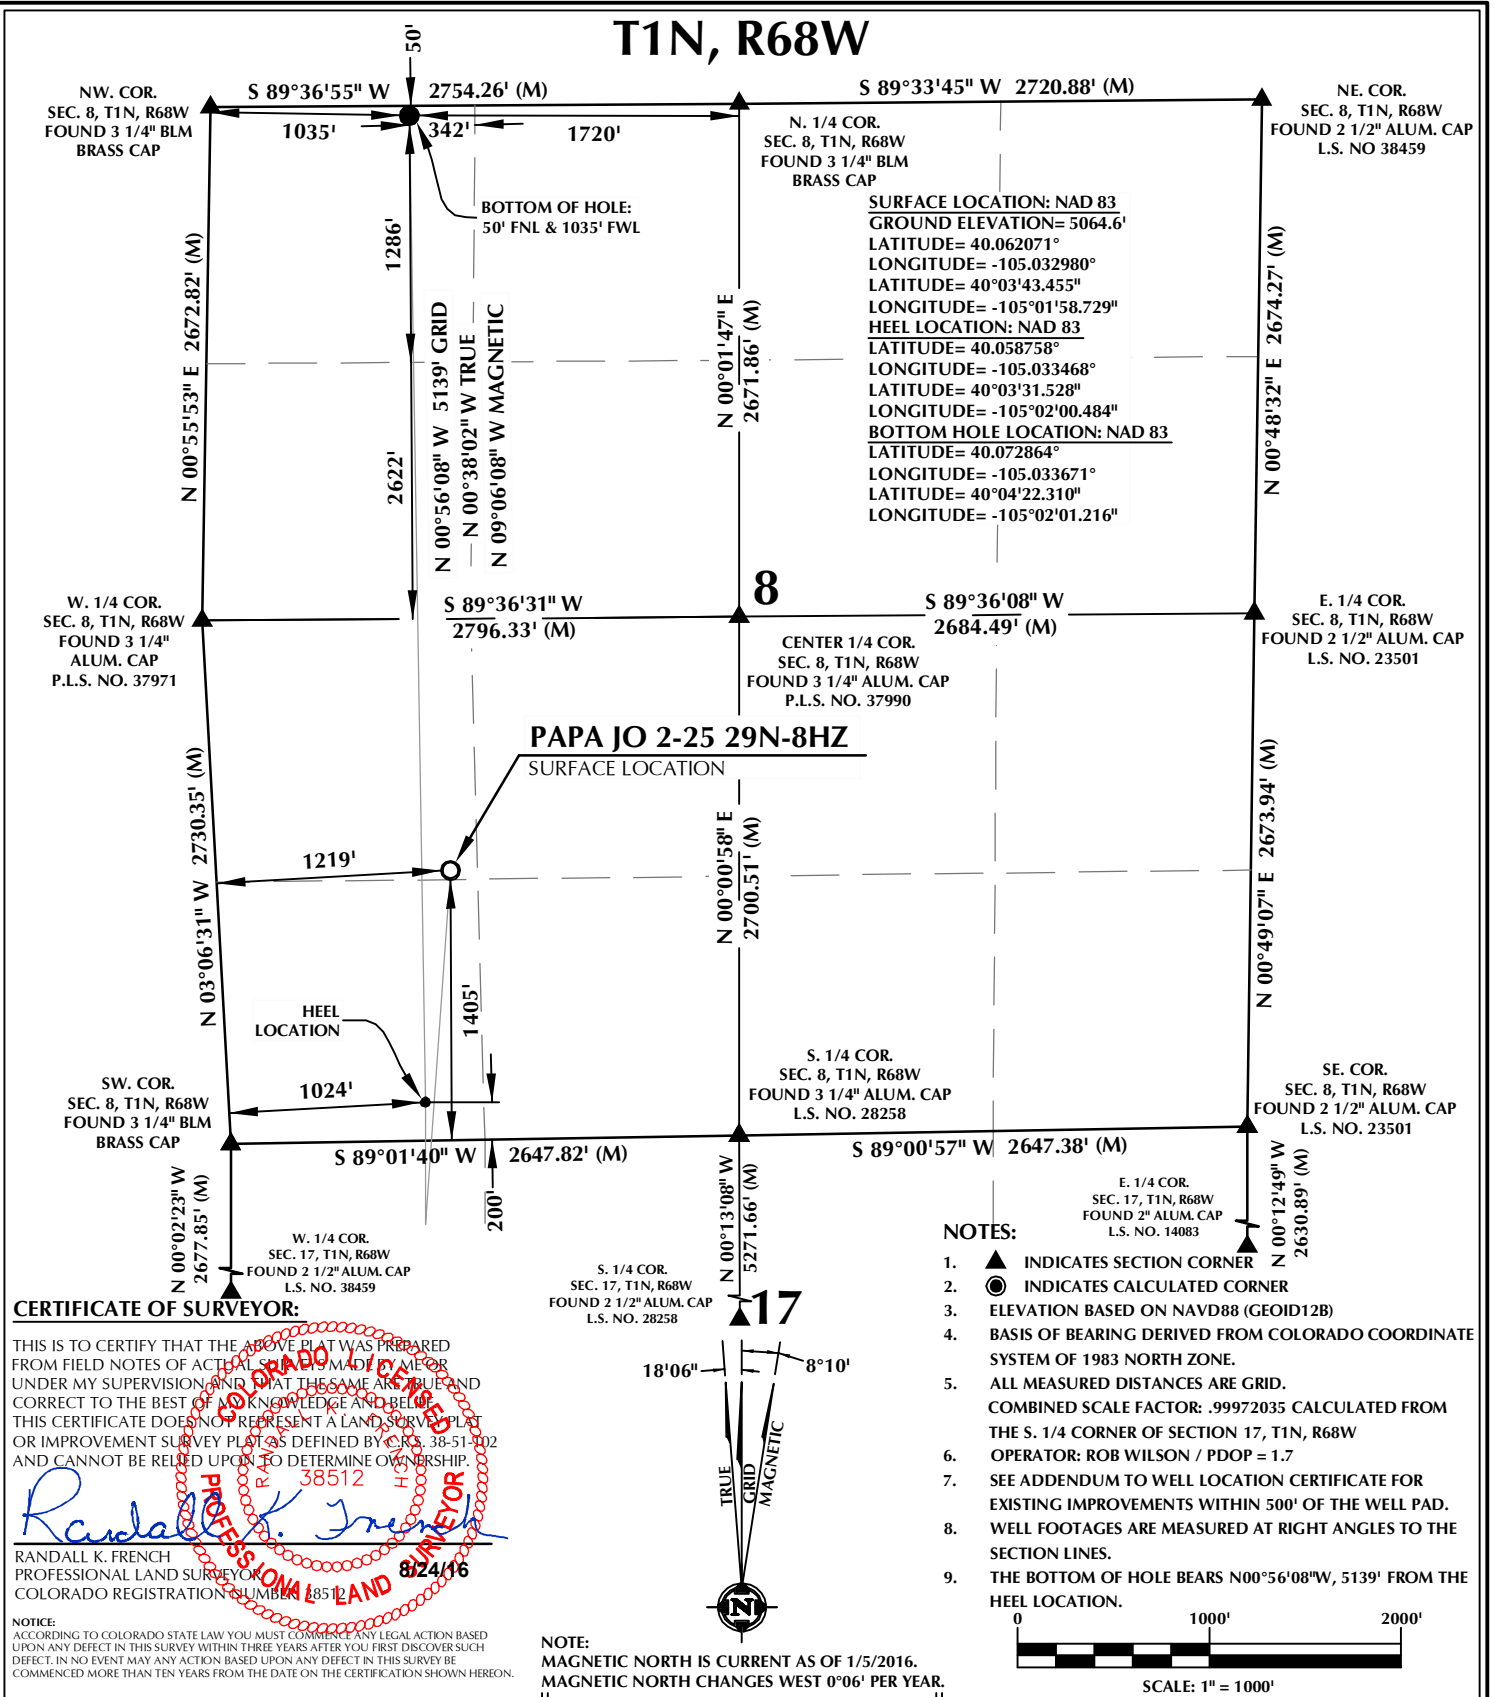 T1N, R68W
50'
S 89°36'55" W 2754.26' (M)
S 89°33'45" W 2720.88' (M)
NW. COR.
SEC. 8, T1N, R68W
FOUND 3 1/4" BLM
BRASS CAP
1035'
342'
1720'
N. 1/4 COR.
SEC. 8, T1N, R68W
FOUND 3 1/4" BLM
BRASS CAP
NE. COR.
SEC. 8, T1N, R68W
FOUND 2 1/2" ALUM. CAP
L.S. NO 38459
BOTTOM OF HOLE:
50' FNL & 1035' FWL
SURFACE LOCATION: NAD 83
GROUND ELEVATION= 5064.6'
LATITUDE= 40.062071°
LONGITUDE= -105.032980°
LATITUDE= 40°03'43.455"
LONGITUDE= -105°01'58.729"
HEEL LOCATION: NAD 83
LATITUDE= 40.058758°
LONGITUDE= -105.033468°
LATITUDE= 40°03'31.528"
LONGITUDE= -105°02'00.484"
BOTTOM HOLE LOCATION: NAD 83
LATITUDE= 40.072864°
LONGITUDE= -105.033671°
LATITUDE= 40°04'22.310"
LONGITUDE= -105°02'01.216"
N 00°55'53" E 2672.82' (M)
1286'
2622'
N 00°56'08" W 5139' GRID
N 00°38'02" W TRUE
N 09°06'08" W MAGNETIC
N 00°01'47" E
2671.86' (M)
N 00°48'32" E 2674.27' (M)
W. 1/4 COR.
SEC. 8, T1N, R68W
FOUND 3 1/4"
ALUM. CAP
P.L.S. NO. 37971
S 89°36'31" W
2796.33' (M)
8
S 89°36'08" W
2684.49' (M)
CENTER 1/4 COR.
SEC. 8, T1N, R68W
FOUND 3 1/4" ALUM. CAP
P.L.S. NO. 37990
E. 1/4 COR.
SEC. 8, T1N, R68W
FOUND 2 1/2" ALUM. CAP
L.S. NO. 23501
PAPA JO 2-25 29N-8HZ
SURFACE LOCATION
N 03°06'31" W 2730.35' (M)
1219'
1405'
N 00°00'58" E
2700.51' (M)
N 00°49'07" E 2673.94' (M)
HEEL
LOCATION
1024'
SW. COR.
SEC. 8, T1N, R68W
FOUND 3 1/4" BLM
BRASS CAP
S. 1/4 COR.
SEC. 8, T1N, R68W
FOUND 3 1/4" ALUM. CAP
L.S. NO. 28258
SE. COR.
SEC. 8, T1N, R68W
FOUND 2 1/2" ALUM. CAP
L.S. NO. 23501
S 89°01'40" W 2647.82' (M)
S 89°00'57" W 2647.38' (M)
200'
N 00°02'23" W
2677.85' (M)
N 00°13'08" W
5271.66' (M)
N 00°12'49" W
2630.89' (M)
W. 1/4 COR.
SEC. 17, T1N, R68W
FOUND 2 1/2" ALUM. CAP
L.S. NO. 38459
S. 1/4 COR.
SEC. 17, T1N, R68W
FOUND 2 1/2" ALUM. CAP
L.S. NO. 28258
17
E. 1/4 COR.
SEC. 17, T1N, R68W
FOUND 2" ALUM. CAP
L.S. NO. 14083
NOTES:
1. INDICATES SECTION CORNER
2. INDICATES CALCULATED CORNER
3. ELEVATION BASED ON NAVD88 (GEOID12B)
4. BASIS OF BEARING DERIVED FROM COLORADO COORDINATE
SYSTEM OF 1983 NORTH ZONE.
5. ALL MEASURED DISTANCES ARE GRID.
COMBINED SCALE FACTOR: .99972035 CALCULATED FROM
THE S. 1/4 CORNER OF SECTION 17, T1N, R68W
6. OPERATOR: ROB WILSON / PDOP = 1.7
7. SEE ADDENDUM TO WELL LOCATION CERTIFICATE FOR
EXISTING IMPROVEMENTS WITHIN 500' OF THE WELL PAD.
8. WELL FOOTAGES ARE MEASURED AT RIGHT ANGLES TO THE
SECTION LINES.
9. THE BOTTOM OF HOLE BEARS N00°56'08"W, 5139' FROM THE
HEEL LOCATION.
0 1000' 2000'
SCALE: 1" = 1000'
CERTIFICATE OF SURVEYOR:
THIS IS TO CERTIFY THAT THE ABOVE PLAT WAS PREPARED
FROM FIELD NOTES OF ACTUAL SURVEYS MADE BY ME OR
UNDER MY SUPERVISION AND THAT THE SAME ARE TRUE AND
CORRECT TO THE BEST OF MY KNOWLEDGE AND BELIEF.
THIS CERTIFICATE DOES NOT REPRESENT A LAND SURVEY PLAT
OR IMPROVEMENT SURVEY PLAT AS DEFINED BY C.R.S. 38-51-102
AND CANNOT BE RELIED UPON TO DETERMINE OWNERSHIP.
COLORADO LICENSED
PROFESSIONAL LAND SURVEYOR
RANDALL K. FRENCH
38512
Randall K. French
8/24/16
RANDALL K. FRENCH
PROFESSIONAL LAND SURVEYOR
COLORADO REGISTRATION NUMBER 38512
NOTICE:
ACCORDING TO COLORADO STATE LAW YOU MUST COMMENCE ANY LEGAL ACTION BASED
UPON ANY DEFECT IN THIS SURVEY WITHIN THREE YEARS AFTER YOU FIRST DISCOVER SUCH
DEFECT. IN NO EVENT MAY ANY ACTION BASED UPON ANY DEFECT IN THIS SURVEY BE
COMMENCED MORE THAN TEN YEARS FROM THE DATE ON THE CERTIFICATION SHOWN HEREON.
18'06"
8°10'
TRUE
GRID
MAGNETIC
N
NOTE:
MAGNETIC NORTH IS CURRENT AS OF 1/5/2016.
MAGNETIC NORTH CHANGES WEST 0°06' PER YEAR.